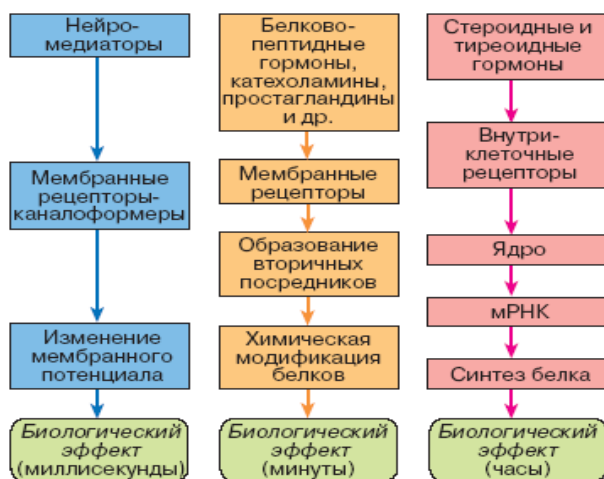 Нейро-
медиаторы
Мембранные
рецепторы-
каналоформеры
Изменение
мембранного
потенциала
Биологический
эффект
(миллисекунды)
Белково-
пептидные
гормоны,
катехоламины,
простагландины
и др.
Мембранные
рецепторы
Образование
вторичных
посредников
Химическая
модификация
белков
Биологический
эффект
(минуты)
Стероидные и
тиреоидные
гормоны
Внутри-
клеточные
рецепторы
Ядро
мРНК
Синтез белка
Биологический
эффект
(часы)